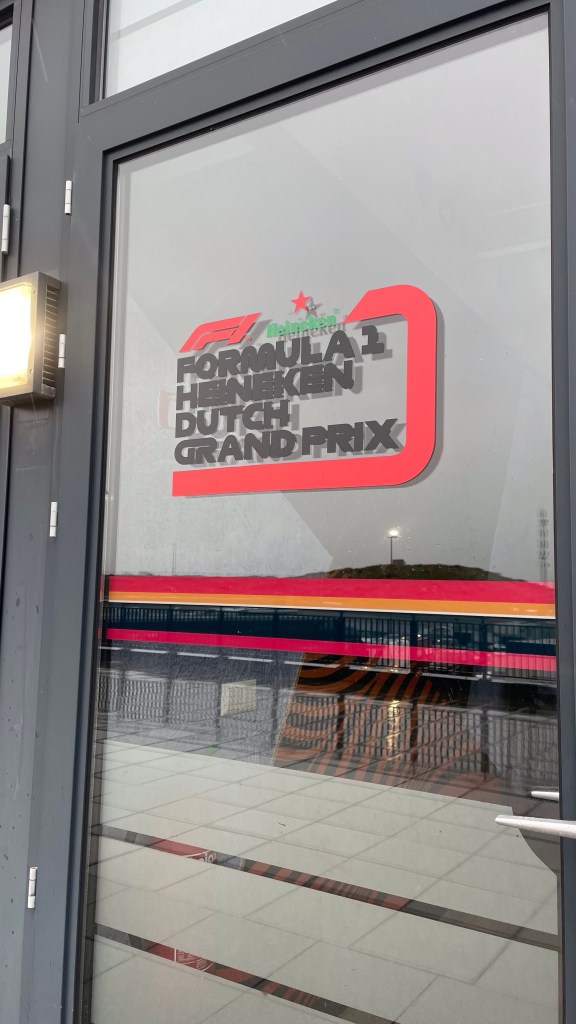 F1 Heineken
FORMULA 1
HEINEKEN
DUTCH
GRAND PRIX